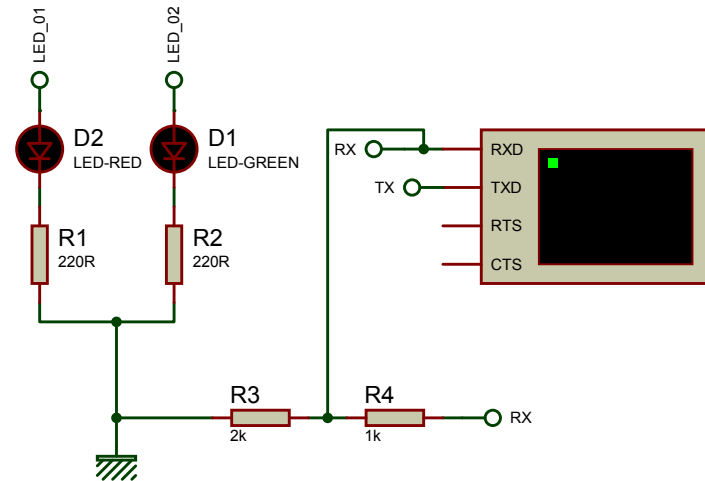 LED_01
LED_02
D2
LED-RED
D1
LED-GREEN
RX
TX
RXD
TXD
RTS
CTS
R1
220R
R2
220R
R3
2k
R4
1k
RX